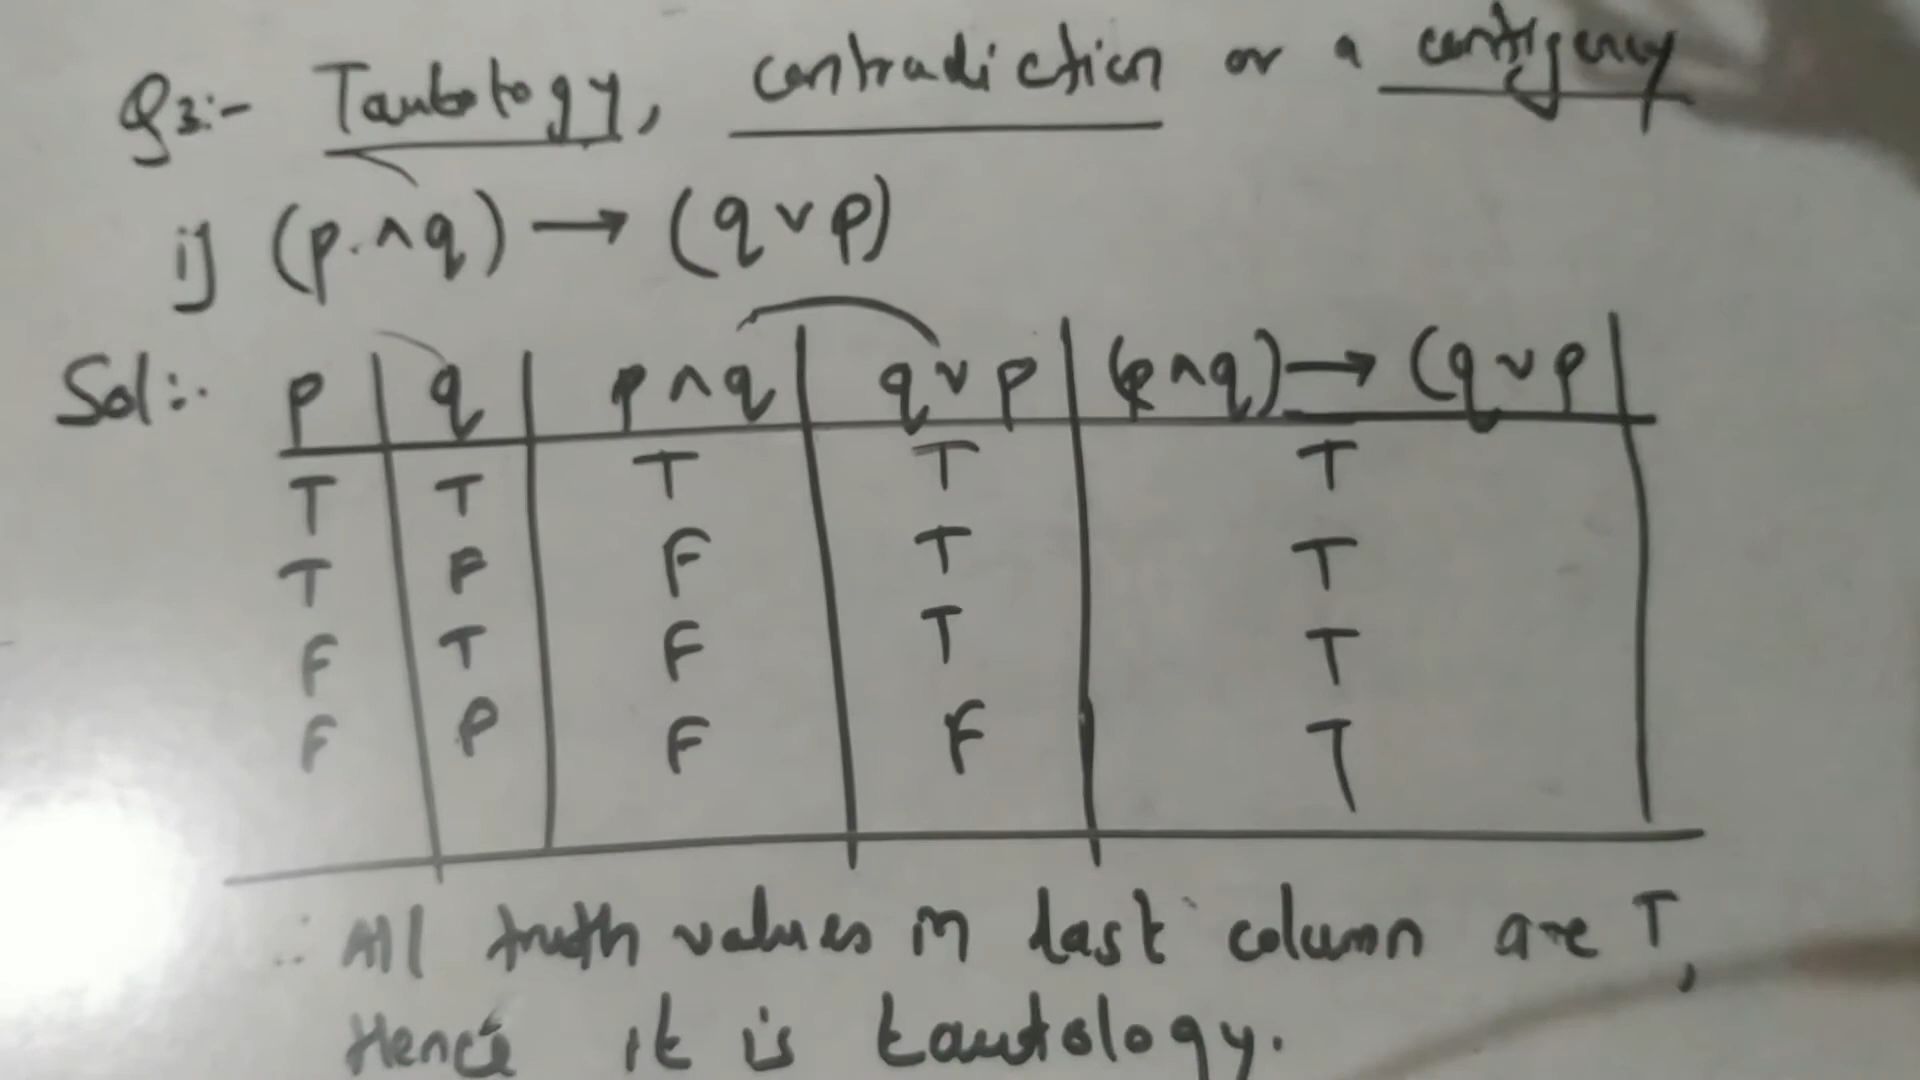 Q3:- Tautology, contradiction or a contigency
i) (p ∧ q) → (q ∨ p)
Sol:- p | q | p ∧ q | q ∨ p | (p ∧ q) → (q ∨ p
T T T T T
T F F T T
F T F T T
F F F F T
∴ All truth values in last column are T,
Hence it is tautology.